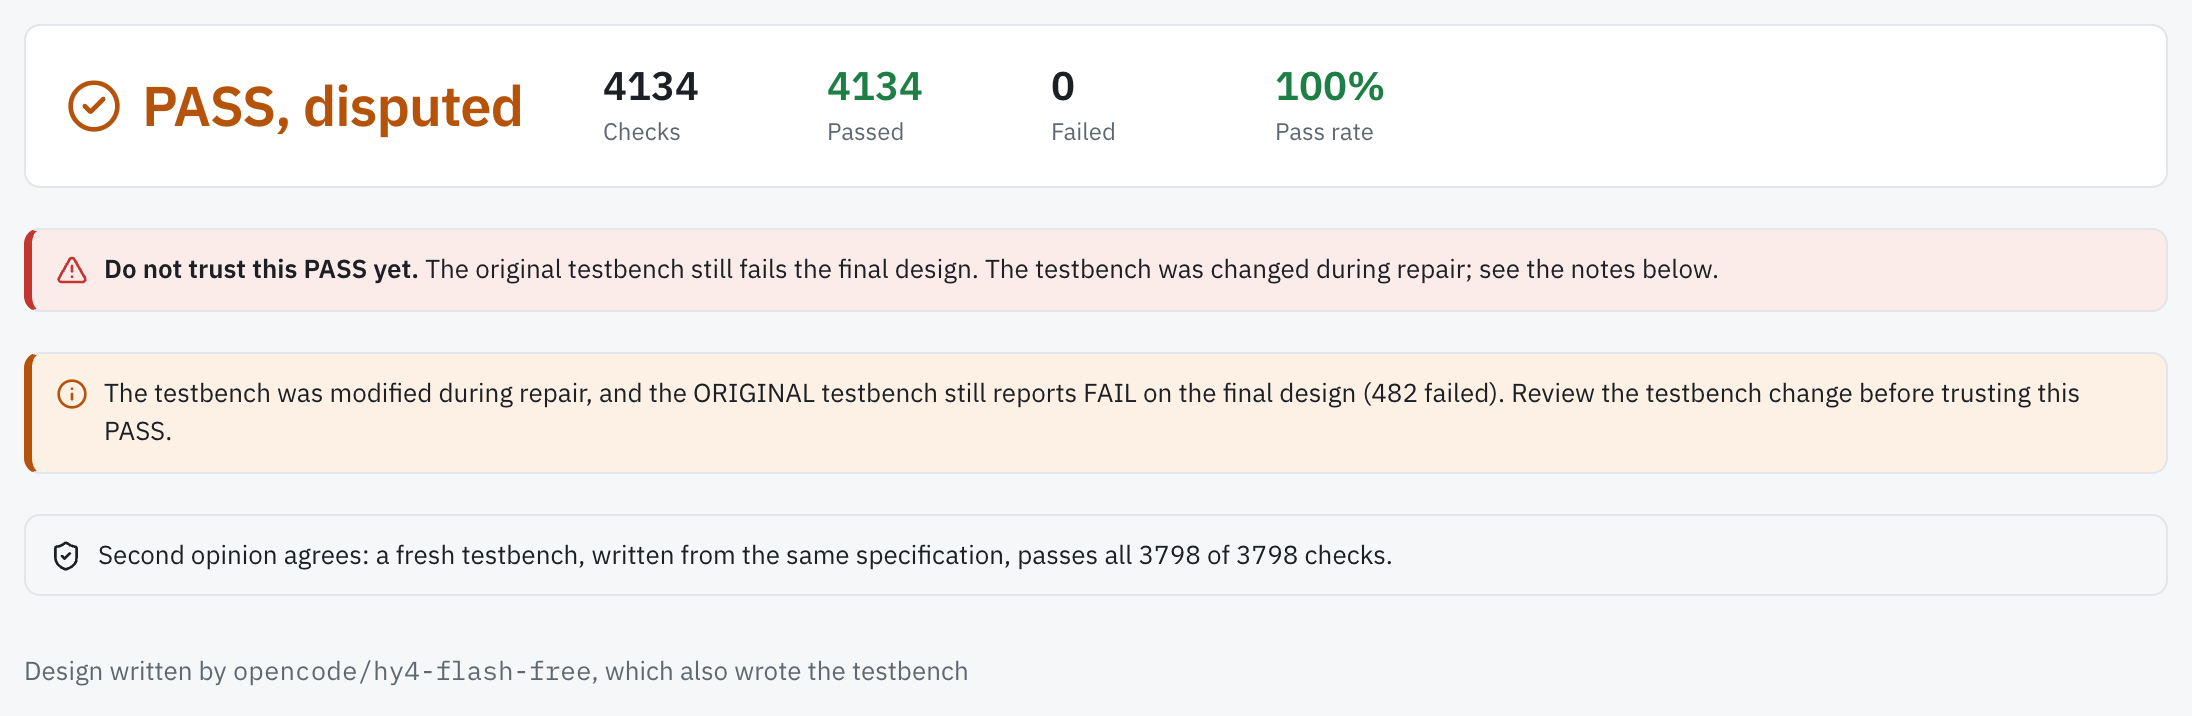 PASS, disputed
4134
Checks
4134
Passed
0
Failed
100%
Pass rate
Do not trust this PASS yet. The original testbench still fails the final design. The testbench was changed during repair; see the notes below.
The testbench was modified during repair, and the ORIGINAL testbench still reports FAIL on the final design (482 failed). Review the testbench change before trusting this
PASS.
Second opinion agrees: a fresh testbench, written from the same specification, passes all 3798 of 3798 checks.
Design written by opencode/hy4-flash-free, which also wrote the testbench